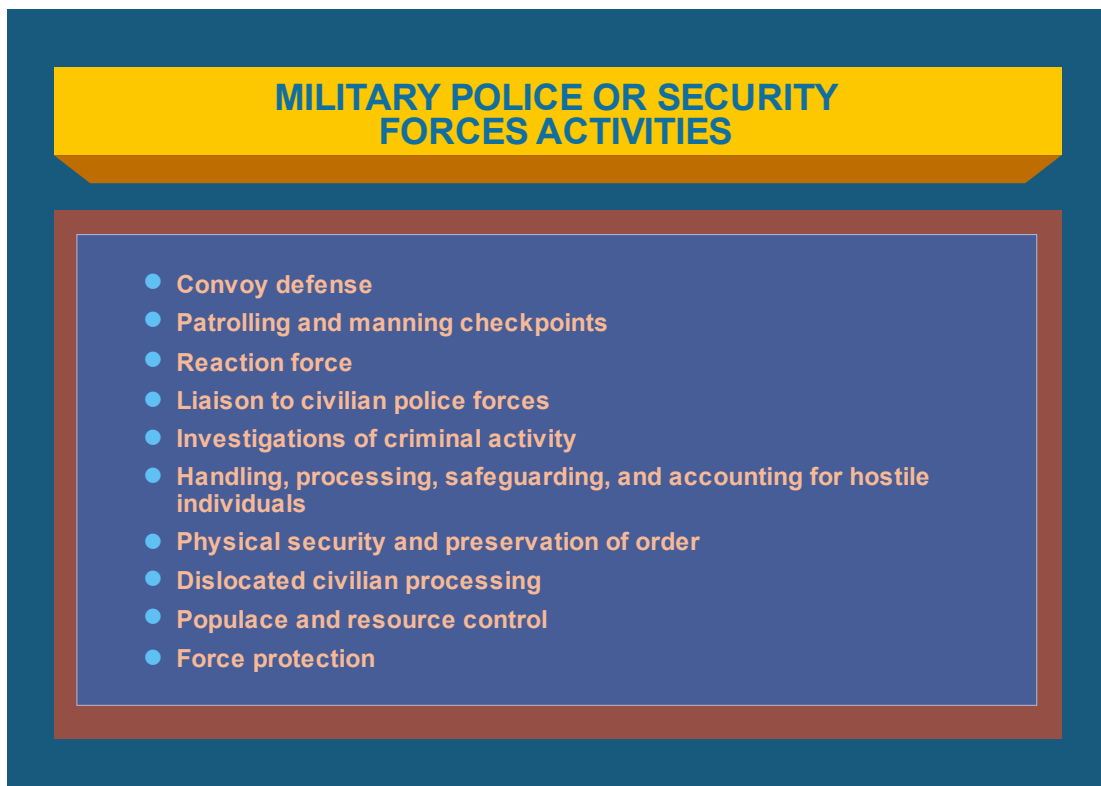 MILITARY POLICE OR SECURITY
FORCES ACTIVITIES
Convoy defense
Patrolling and manning checkpoints
Reaction force
Liaison to civilian police forces
Investigations of criminal activity
Handling, processing, safeguarding, and accounting for hostile
individuals
Physical security and preservation of order
Dislocated civilian processing
Populace and resource control
Force protection